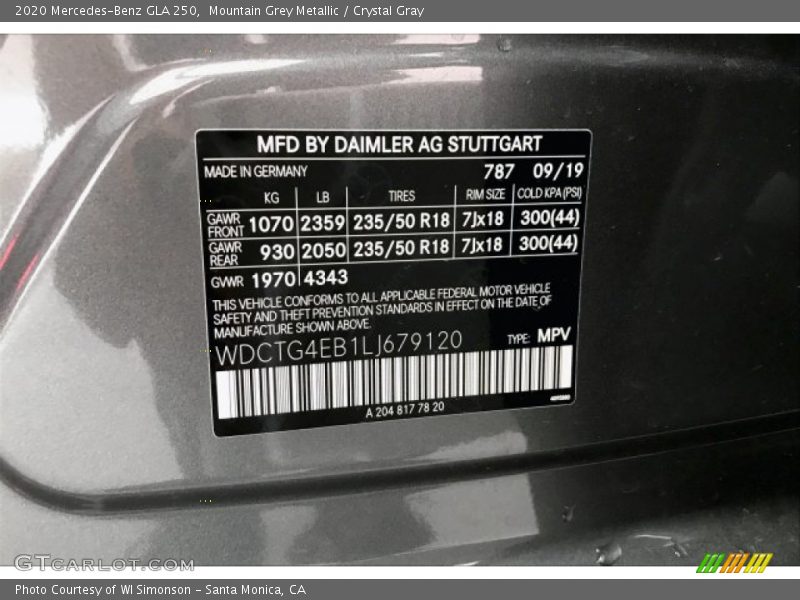 2020 Mercedes-Benz GLA 250,  Mountain Grey Metallic / Crystal Gray
MFD BY DAIMLER AG STUTTGART
MADE IN GERMANY 787 09/19
KG LB TIRES RIM SIZE COLD KPA (PSI)
GAWR FRONT 1070 2359 235/50 R18 7Jx18 300(44)
GAWR REAR 930 2050 235/50 R18 7Jx18 300(44)
GWR 1970 4343
THIS VEHICLE CONFORMS TO ALL APPLICABLE FEDERAL MOTOR VEHICLE
SAFETY AND THEFT PREVENTION STANDARDS IN EFFECT ON THE DATE OF
MANUFACTURE SHOWN ABOVE.
WDCTG4EB1LJ679120 TYPE: MPV
A 204 817 78 20
GTcarlot.com
Photo Courtesy of WI Simonson - Santa Monica, CA